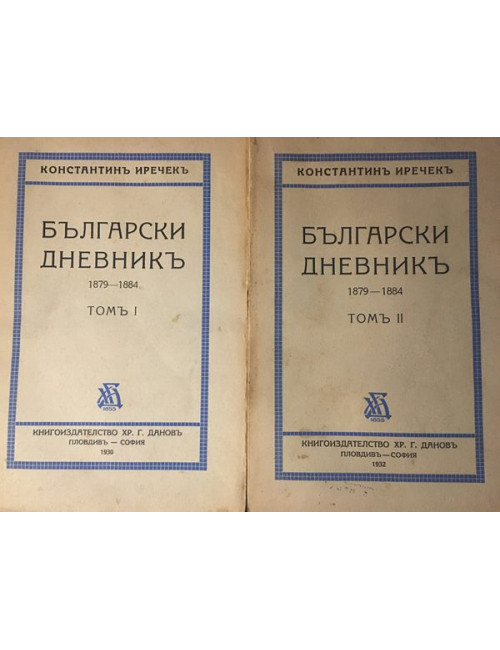 КОНСТАНТИНЪ ИРЕЧЕКЪ
БЪЛГАРСКИ
ДНЕВНИКЪ
1879—1884
ТОМЪ I
КНИГОИЗДАТЕЛСТВО ХР. Г. ДАНОВЪ
ПЛОВДИВЪ — СОФИЯ
1930
КОНСТАНТИНЪ ИРЕЧЕКЪ
БЪЛГАРСКИ
ДНЕВНИКЪ
1879—1884
ТОМЪ II
КНИГОИЗДАТЕЛСТВО ХР. Г. ДАНОВЪ
ПЛОВДИВЪ—СОФИЯ
1932